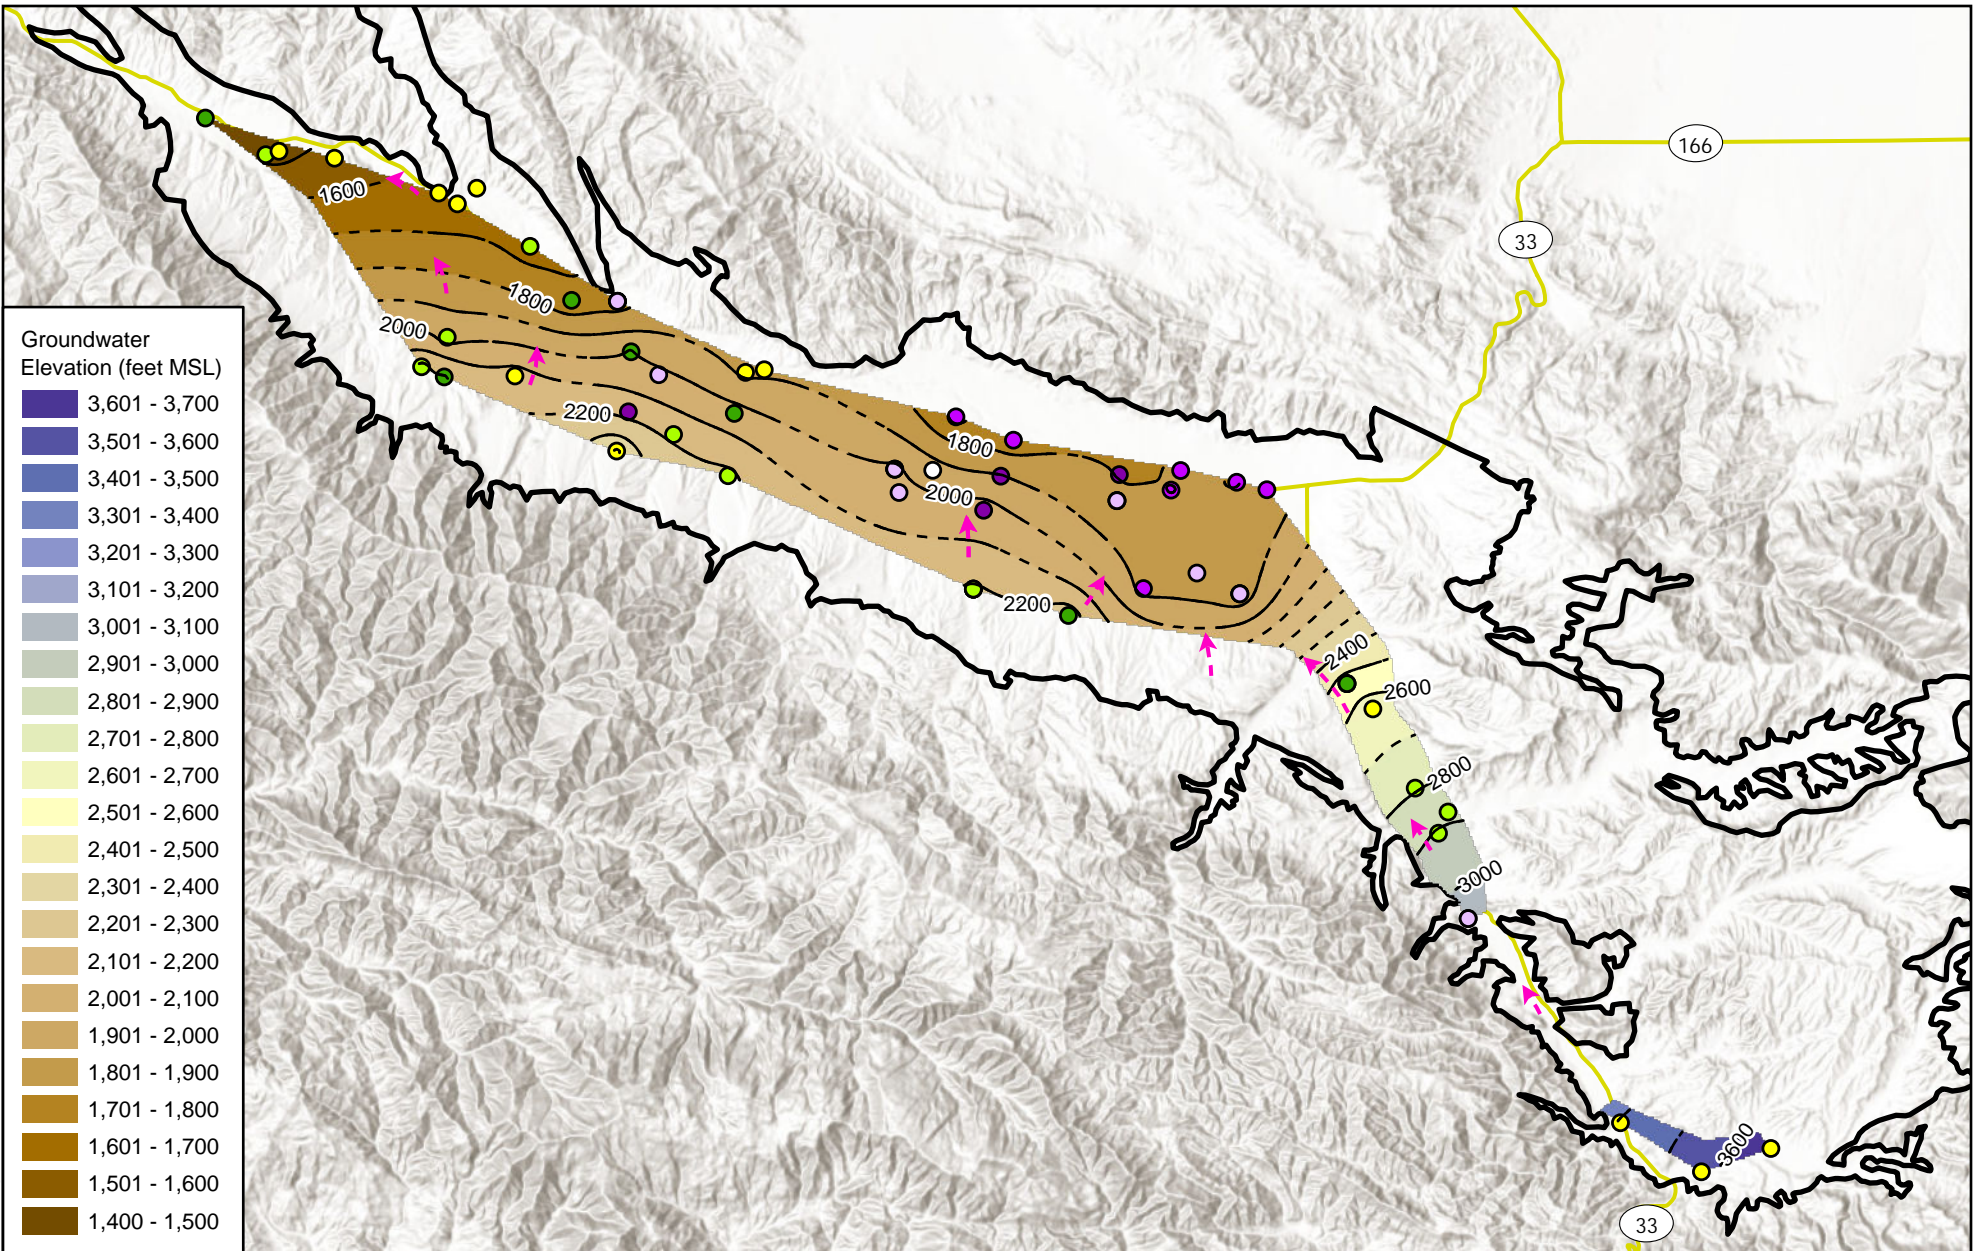 166
33
1600
1800
2000
2200
1800
2000
2200
2400
2600
2800
3000
3600
33
Groundwater
Elevation (feet MSL)
3,601 - 3,700
3,501 - 3,600
3,401 - 3,500
3,301 - 3,400
3,201 - 3,300
3,101 - 3,200
3,001 - 3,100
2,901 - 3,000
2,801 - 2,900
2,701 - 2,800
2,601 - 2,700
2,501 - 2,600
2,401 - 2,500
2,301 - 2,400
2,201 - 2,300
2,101 - 2,200
2,001 - 2,100
1,901 - 2,000
1,801 - 1,900
1,701 - 1,800
1,601 - 1,700
1,501 - 1,600
1,400 - 1,500